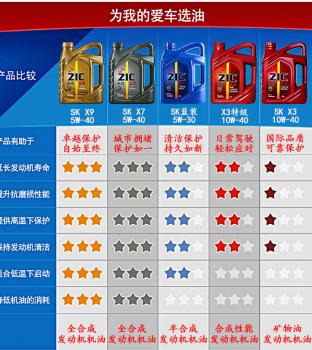 为我的爱车选油
产品比较
ZIC ZIC ZIC ZIC ZIC
SK X9 SK X7 SK蓝装 X3特级 SK X3
5W-40 5W-40 5W-30 10W-40 10W-40
产品有助于 卓越保护 城市拥堵 清洁保护 日常驾驶 国际品质
自始至终 保护如一 持久如新 轻松应对 可靠保护
延长发动机寿命
提升抗磨损性能
提供高温下保护
保持发动机清洁
适合低温下启动
降低机油的消耗
全合成 全合成 半合成 合成性能 矿物油
发动机机油 发动机机油 发动机机油 发动机机油 发动机机油